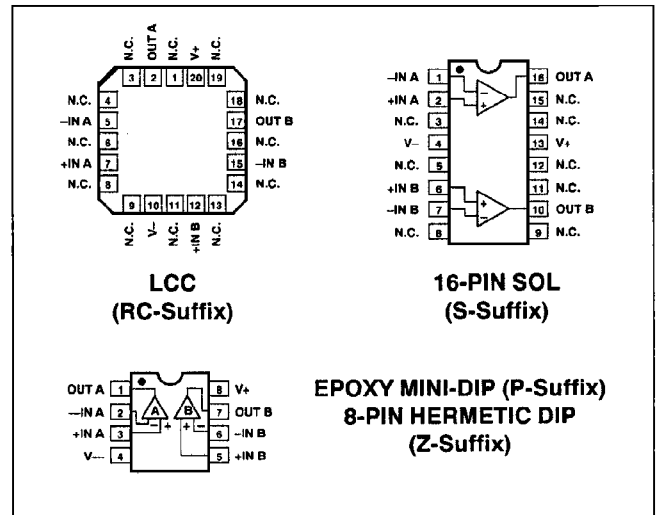 N.C. OUT A N.C. V+ N.C.
3 2 1 20 19
N.C. 4
–IN A 5
N.C. 6
+IN A 7
N.C. 8
18 N.C.
17 OUT B
16 N.C.
15 –IN B
14 N.C.
9 10 11 12 13
N.C. V– N.C. +IN B N.C.
LCC
(RC-Suffix)
–IN A 1
+IN A 2
N.C. 3
V– 4
N.C. 5
+IN B 6
–IN B 7
N.C. 8
16 OUT A
15 N.C.
14 N.C.
13 V+
12 N.C.
11 N.C.
10 OUT B
9 N.C.
– +
+ –
16-PIN SOL
(S-Suffix)
OUT A 1
–IN A 2
+IN A 3
V– 4
8 V+
7 OUT B
6 –IN B
5 +IN B
A B
– + + –
EPOXY MINI-DIP (P-Suffix)
8-PIN HERMETIC DIP
(Z-Suffix)